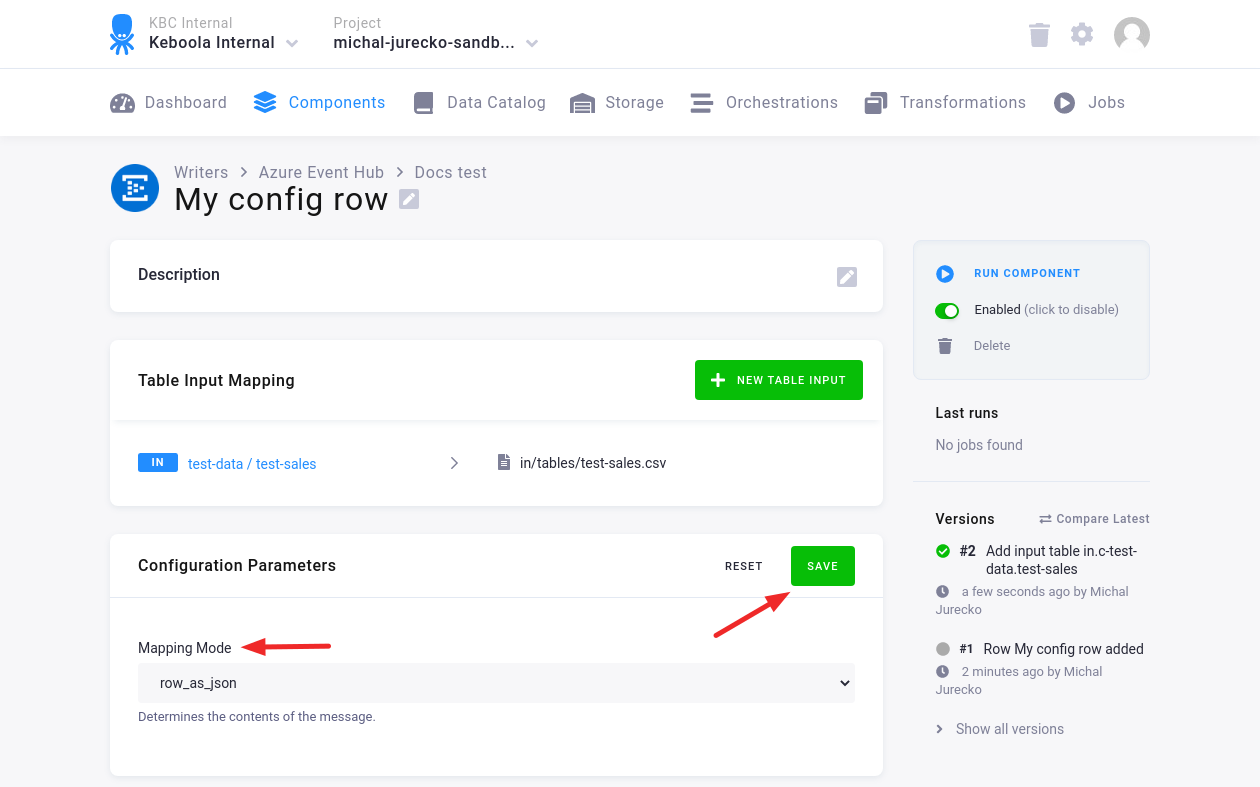 KBC Internal
Keboola Internal
Project
michal-jurecko-sandb...
Dashboard
Components
Data Catalog
Storage
Orchestrations
Transformations
Jobs
Writers > Azure Event Hub > Docs test
My config row
Description
Table Input Mapping
NEW TABLE INPUT
IN
test-data / test-sales
in/tables/test-sales.csv
Configuration Parameters
RESET
SAVE
Mapping Mode
row_as_json
Determines the contents of the message.
RUN COMPONENT
Enabled (click to disable)
Delete
Last runs
No jobs found
Versions
Compare Latest
#2 Add input table in.c-test-
data.test-sales
a few seconds ago by Michal
Jurecko
#1 Row My config row added
2 minutes ago by Michal
Jurecko
Show all versions